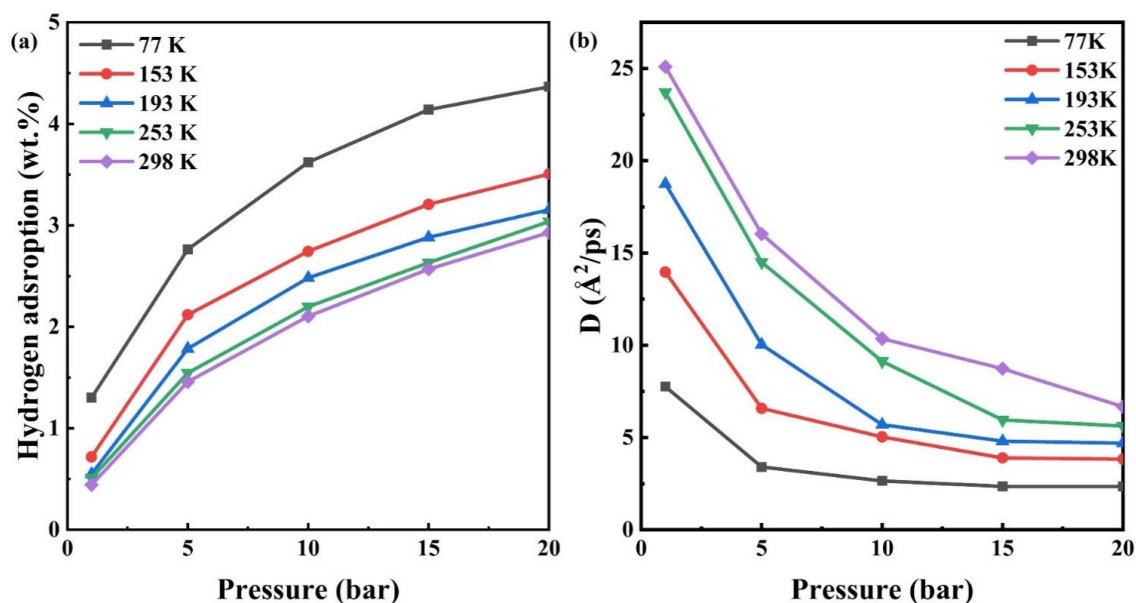 (a)
Hydrogen adsroption (wt.%)
5
4
3
2
1
0
77 K
153 K
193 K
253 K
298 K
0 5 10 15 20
Pressure (bar)
(b)
D (Å²/ps)
25
20
15
10
5
0
77K
153K
193K
253K
298K
0 5 10 15 20
Pressure (bar)